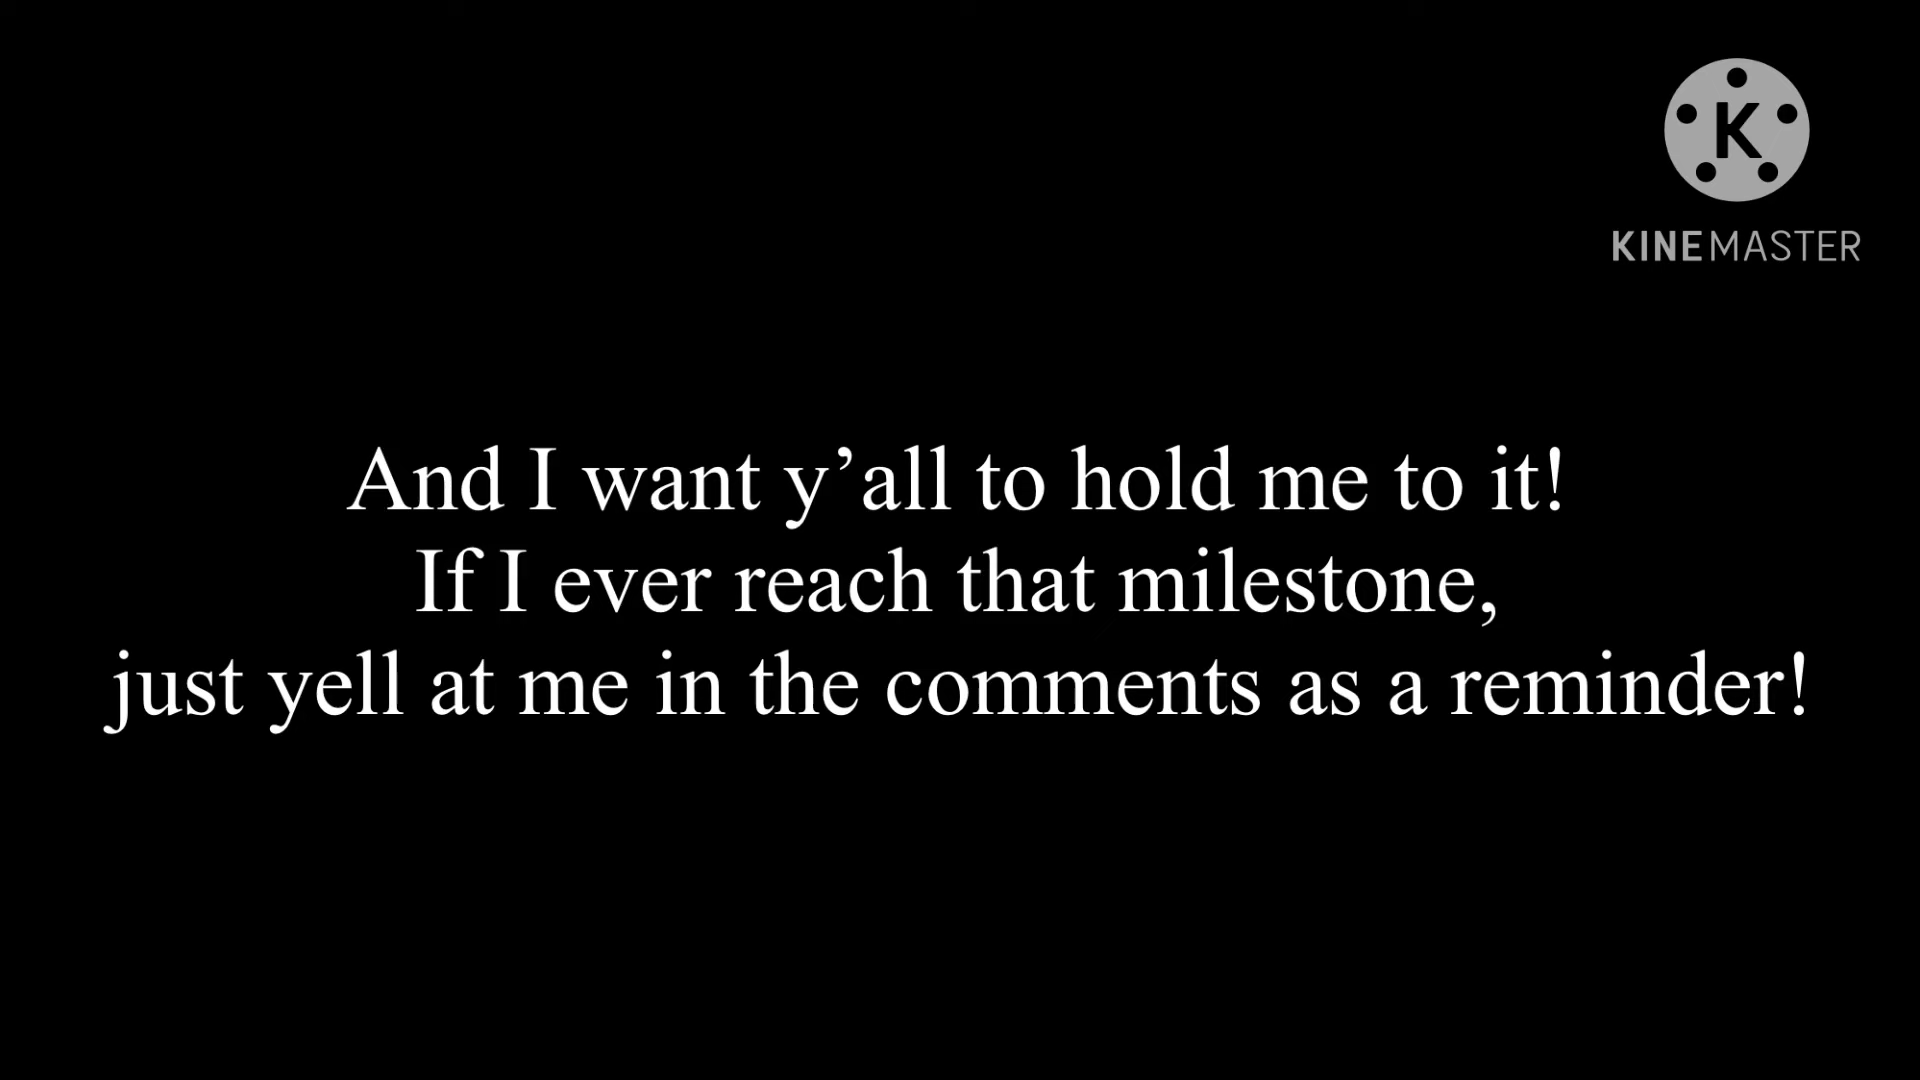 K
KINEMASTER
And I want y’all to hold me to it!
If I ever reach that milestone,
just yell at me in the comments as a reminder!